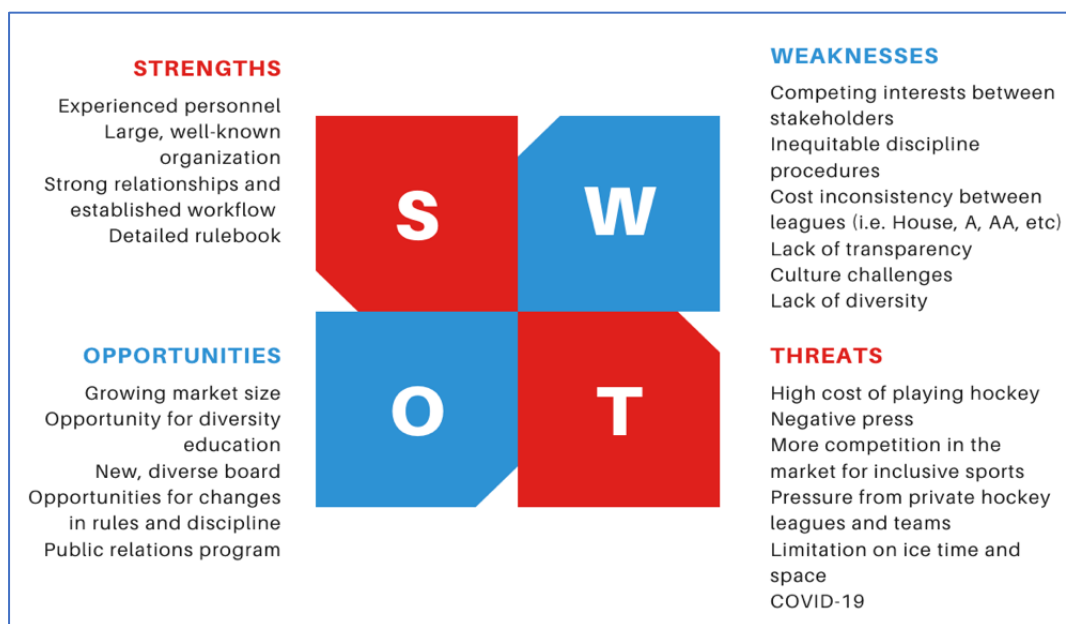 STRENGTHS
Experienced personnel
Large, well-known
organization
Strong relationships and
established workflow
Detailed rulebook
WEAKNESSES
Competing interests between
stakeholders
Inequitable discipline
procedures
Cost inconsistency between
leagues (i.e. House, A, AA, etc)
Lack of transparency
Culture challenges
Lack of diversity
S
W
O
T
OPPORTUNITIES
Growing market size
Opportunity for diversity
education
New, diverse board
Opportunities for changes
in rules and discipline
Public relations program
THREATS
High cost of playing hockey
Negative press
More competition in the
market for inclusive sports
Pressure from private hockey
leagues and teams
Limitation on ice time and
space
COVID-19